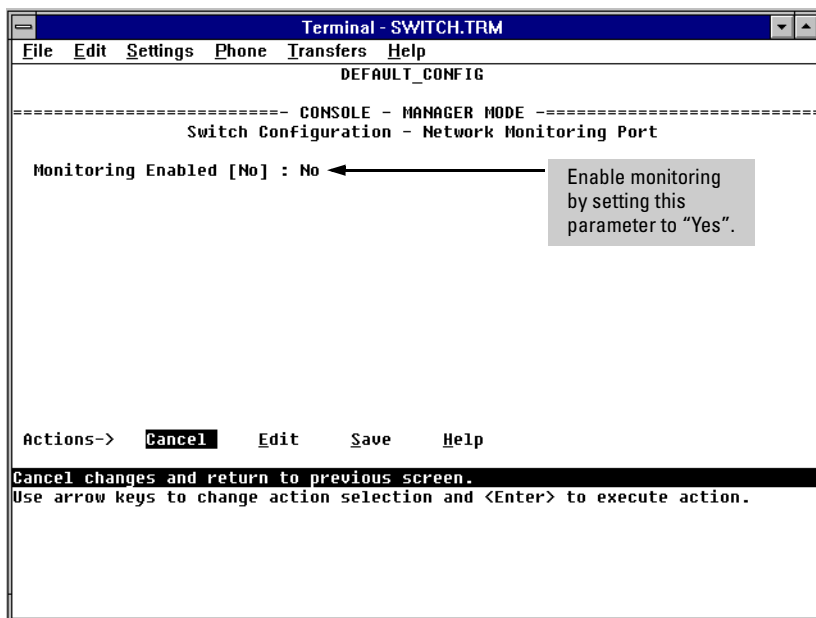 Terminal - SWITCH.TRM
File Edit Settings Phone Transfers Help
DEFAULT_CONFIG
==========================- CONSOLE - MANAGER MODE -===========================
Switch Configuration - Network Monitoring Port
Monitoring Enabled [No] : No
Enable monitoring
by setting this
parameter to “Yes”.
Actions-> Cancel Edit Save Help
Cancel changes and return to previous screen.
Use arrow keys to change action selection and <Enter> to execute action.